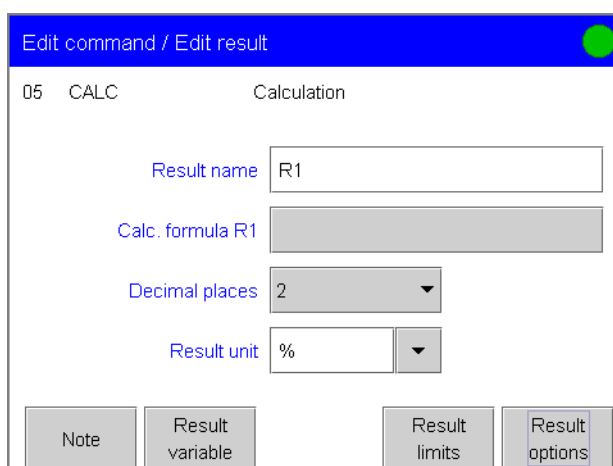 Edit command / Edit result
05 CALC Calculation
Result name R1
Calc. formula R1
Decimal places 2
Result unit %
Note Result variable Result limits Result options